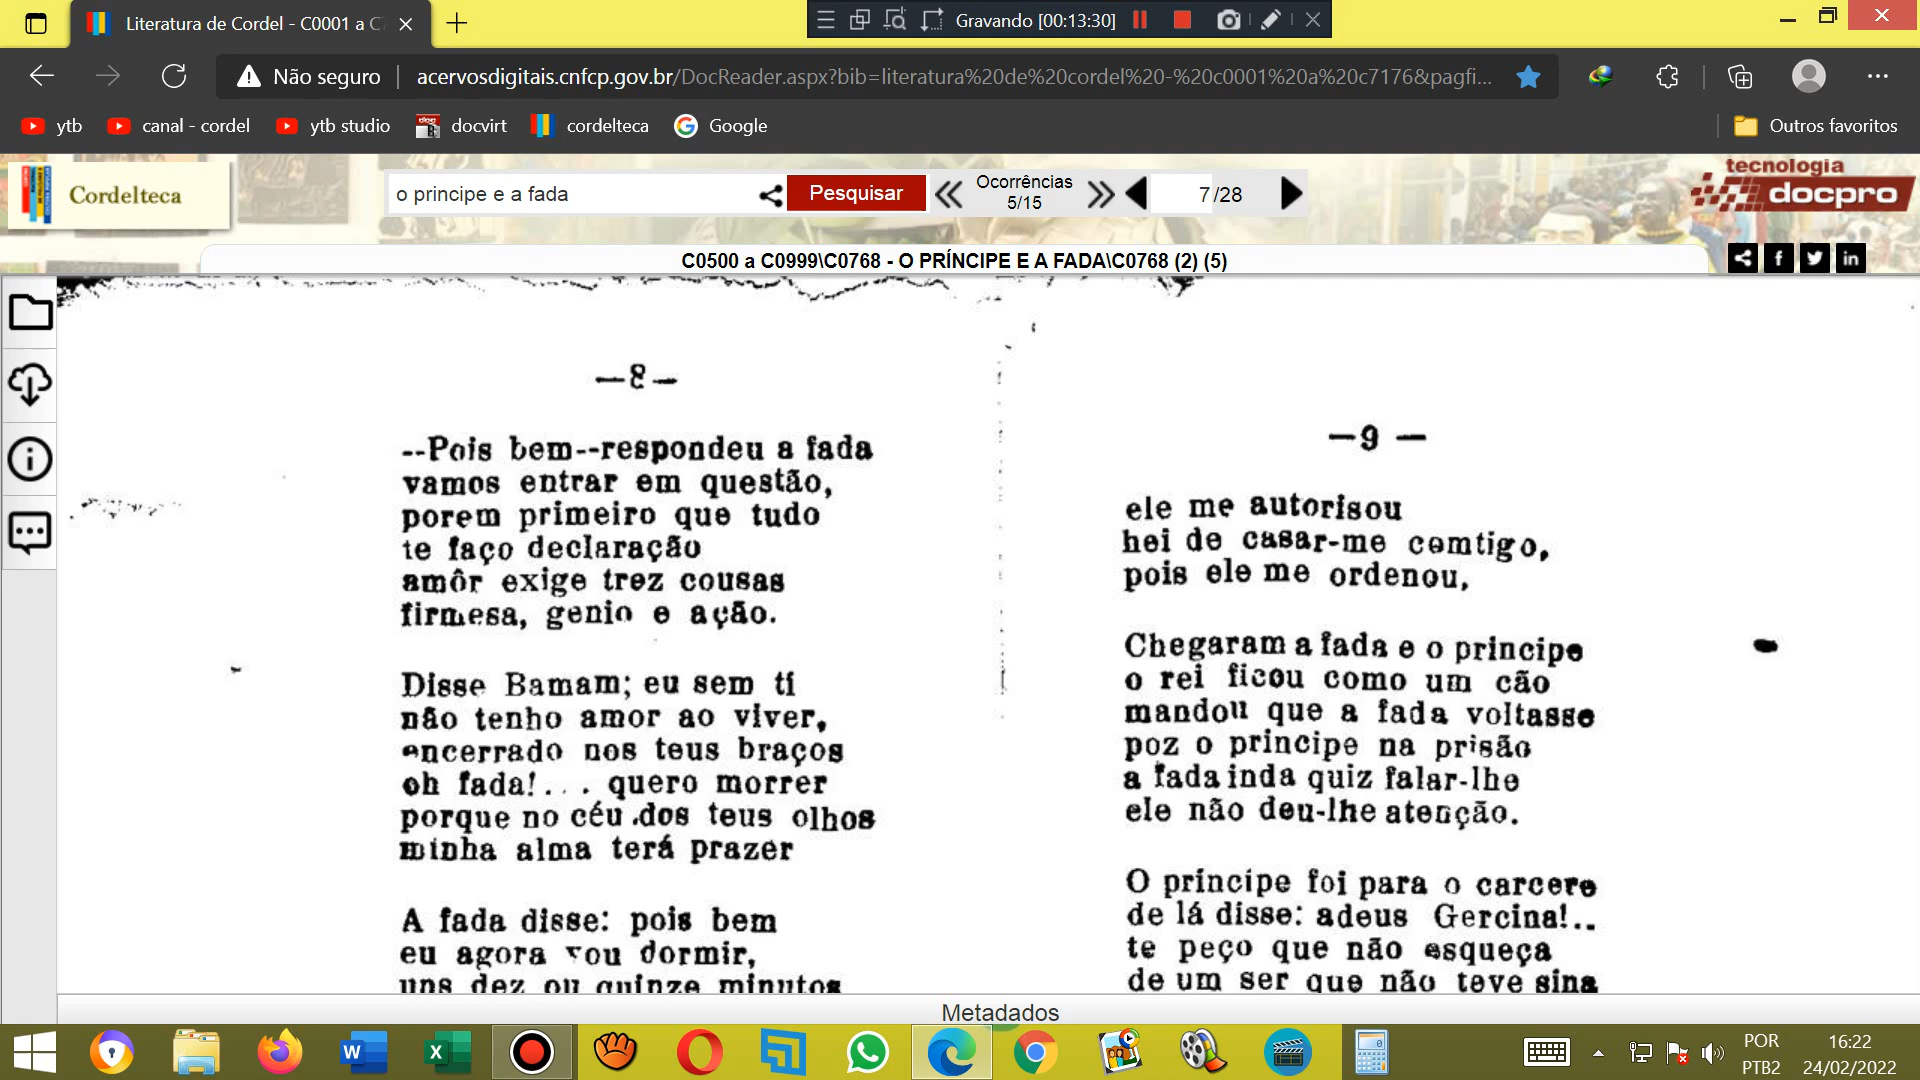 Literatura de Cordel - C0001 a C7
Gravando [00:13:30]
Não seguro
acervosdigitais.cnfcp.gov.br/DocReader.aspx?bib=literatura%20de%20cordel%20-%20c0001%20a%20c7176&pagfi...
ytb
canal - cordel
ytb studio
docvirt
cordelteca
Google
Outros favoritos
Cordelteca
o principe e a fada
Pesquisar
Ocorrências
5/15
7 /28
tecnologia
docpro
C0500 a C0999\C0768 - O PRÍNCIPE E A FADA\C0768 (2) (5)
—8—
--Pois bem--respondeu a fada
vamos entrar em questão,
porem primeiro que tudo
te faço declaração
amôr exige trez cousas
firmesa, genio e ação.
Disse Bamam; eu sem ti
não tenho amor ao viver,
encerrado nos teus braços
oh fada!... quero morrer
porque no céu dos teus olhos
minha alma terá prazer
A fada disse: pois bem
eu agora vou dormir,
uns dez ou quinze minutos
—9—
ele me autorisou
hei de casar-me comtigo,
pois ele me ordenou,
Chegaram a fada e o principe
o rei ficou como um cão
mandou que a fada voltasse
poz o principe na prisão
a fada inda quiz falar-lhe
ele não deu-lhe atenção.
O principe foi para o carcere
de lá disse: adeus Gercina!..
te peço que não esqueça
de um ser que não teve sina
Metadados
POR
PTB2
16:22
24/02/2022